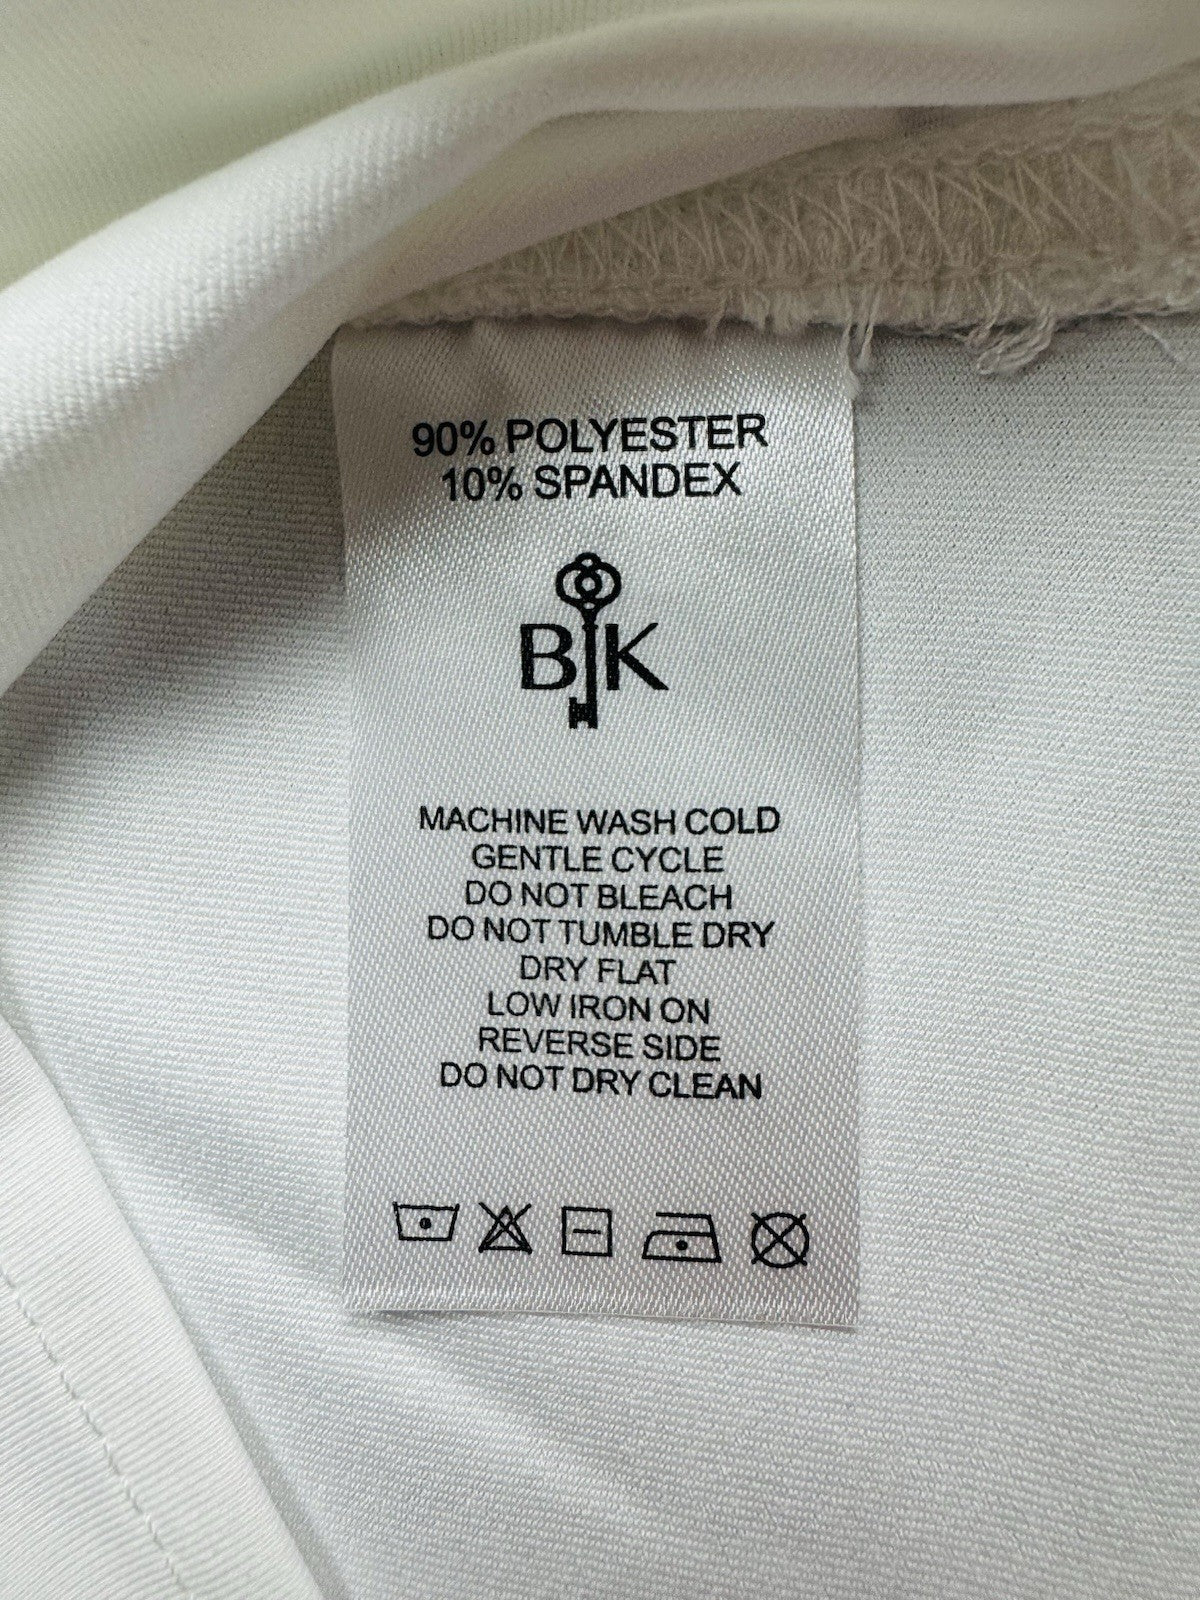 90% POLYESTER
10% SPANDEX
BK
MACHINE WASH COLD
GENTLE CYCLE
DO NOT BLEACH
DO NOT TUMBLE DRY
DRY FLAT
LOW IRON ON
REVERSE SIDE
DO NOT DRY CLEAN